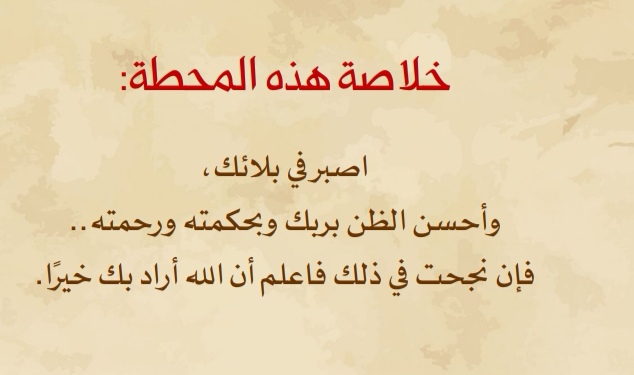 خلاصة هذه المحطة:
اصبر في بلائك،
وأحسن الظن بربك وبحكمته ورحمته..
فإن نجحت في ذلك فاعلم أن الله أراد بك خيرًا.